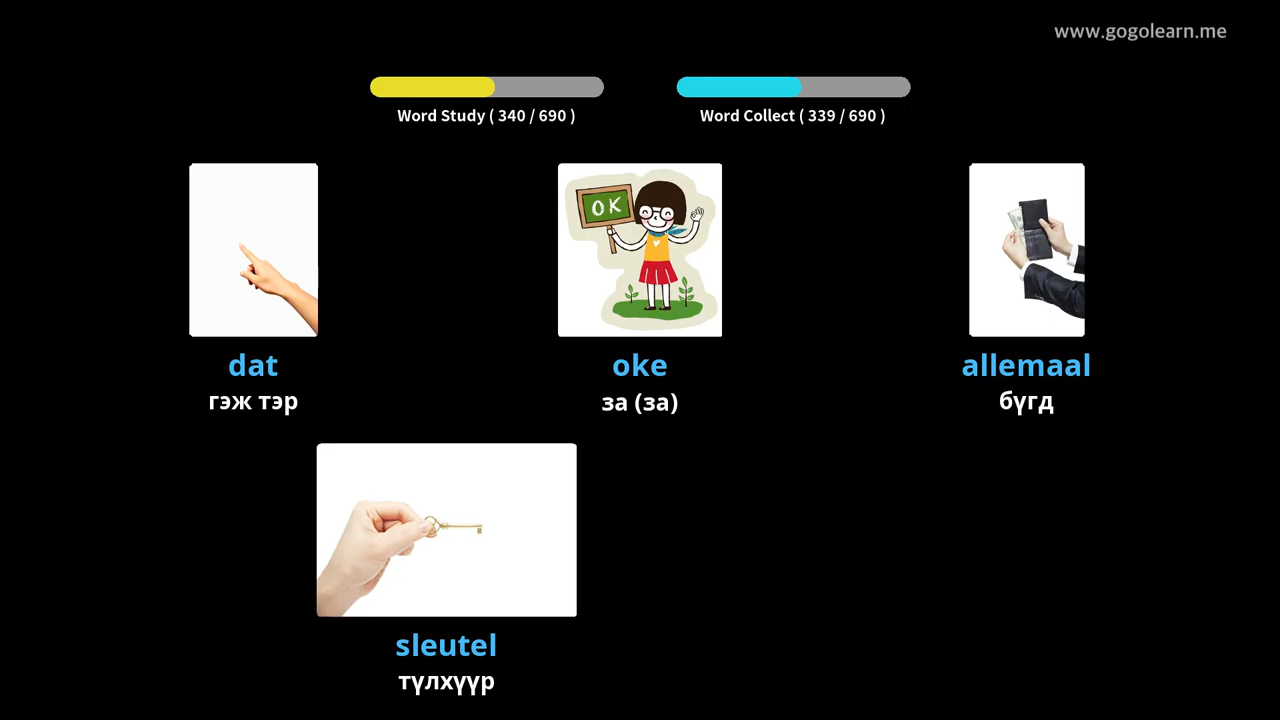 www.gogolearn.me
Word Study ( 340 / 690 )
Word Collect ( 339 / 690 )
OK
dat
гэж тэр
oke
за (за)
allemaal
бүгд
sleutel
түлхүүр